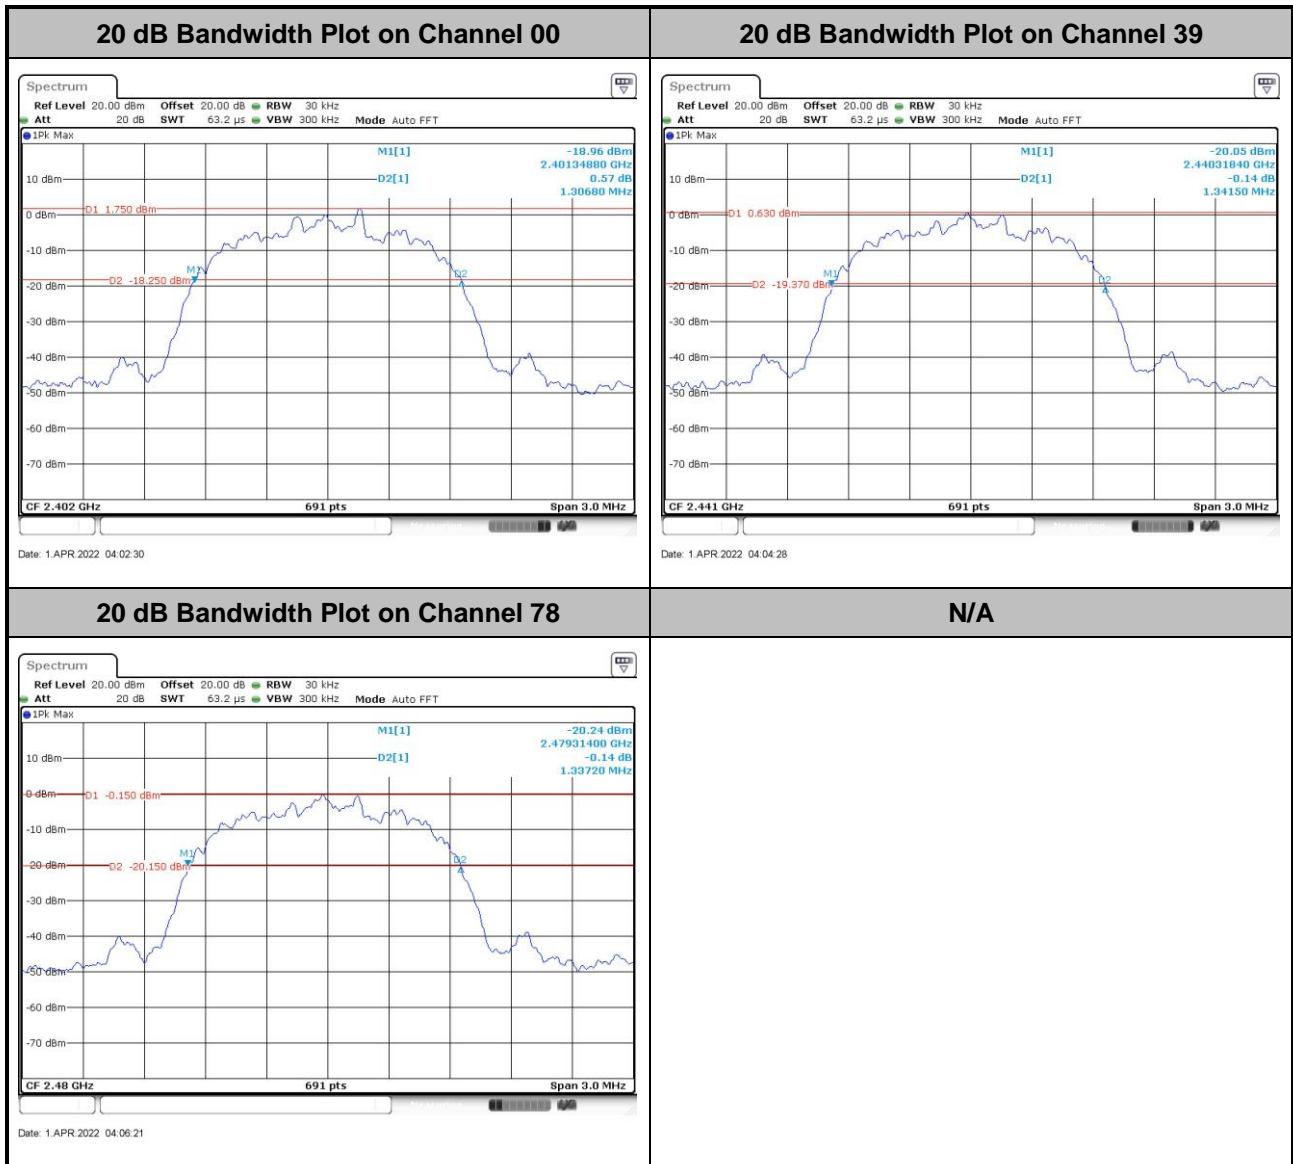 20 dB Bandwidth Plot on Channel 00
20 dB Bandwidth Plot on Channel 39
Spectrum
Ref Level 20.00 dBm Offset 20.00 dB RBW 30 kHz
Att 20 dB SWT 63.2 µs VBW 300 kHz Mode Auto FFT
1Pk Max
M1[1] -18.96 dBm
2.40134880 GHz
D2[1] 0.57 dB
1.30680 MHz
10 dBm
D1 1.750 dBm
0 dBm
-10 dBm
M1
D2
D2 -18.250 dBm
-20 dBm
-30 dBm
-40 dBm
-50 dBm
-60 dBm
-70 dBm
CF 2.402 GHz 691 pts Span 3.0 MHz
Date: 1.APR.2022 04:02:30
Spectrum
Ref Level 20.00 dBm Offset 20.00 dB RBW 30 kHz
Att 20 dB SWT 63.2 µs VBW 300 kHz Mode Auto FFT
1Pk Max
M1[1] -20.05 dBm
2.44031840 GHz
D2[1] -0.14 dB
1.34150 MHz
10 dBm
0 dBm D1 0.630 dBm
-10 dBm
M1
D2
-20 dBm D2 -19.370 dBm
-30 dBm
-40 dBm
-50 dBm
-60 dBm
-70 dBm
CF 2.441 GHz 691 pts Span 3.0 MHz
Date: 1.APR.2022 04:04:28
20 dB Bandwidth Plot on Channel 78
N/A
Spectrum
Ref Level 20.00 dBm Offset 20.00 dB RBW 30 kHz
Att 20 dB SWT 63.2 µs VBW 300 kHz Mode Auto FFT
1Pk Max
M1[1] -20.24 dBm
2.47931400 GHz
D2[1] -0.14 dB
1.33720 MHz
10 dBm
0 dBm D1 -0.150 dBm
-10 dBm
M1
D2
-20 dBm D2 -20.150 dBm
-30 dBm
-40 dBm
-50 dBm
-60 dBm
-70 dBm
CF 2.48 GHz 691 pts Span 3.0 MHz
Date: 1.APR.2022 04:06:21